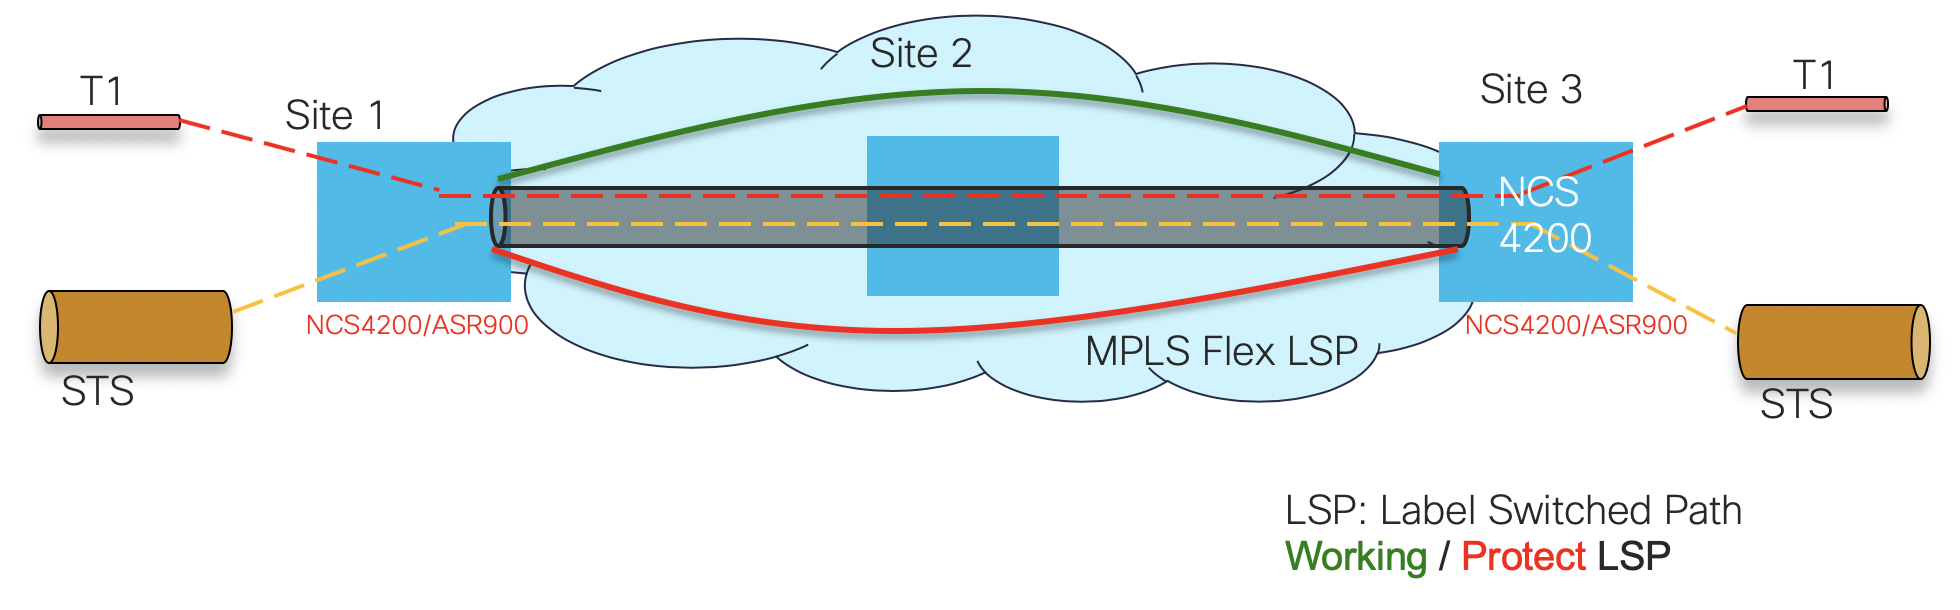 Site 2
T1
T1
Site 1
Site 3
NCS
4200
NCS4200/ASR900
NCS4200/ASR900
MPLS Flex LSP
STS
STS
LSP: Label Switched Path
Working / Protect LSP